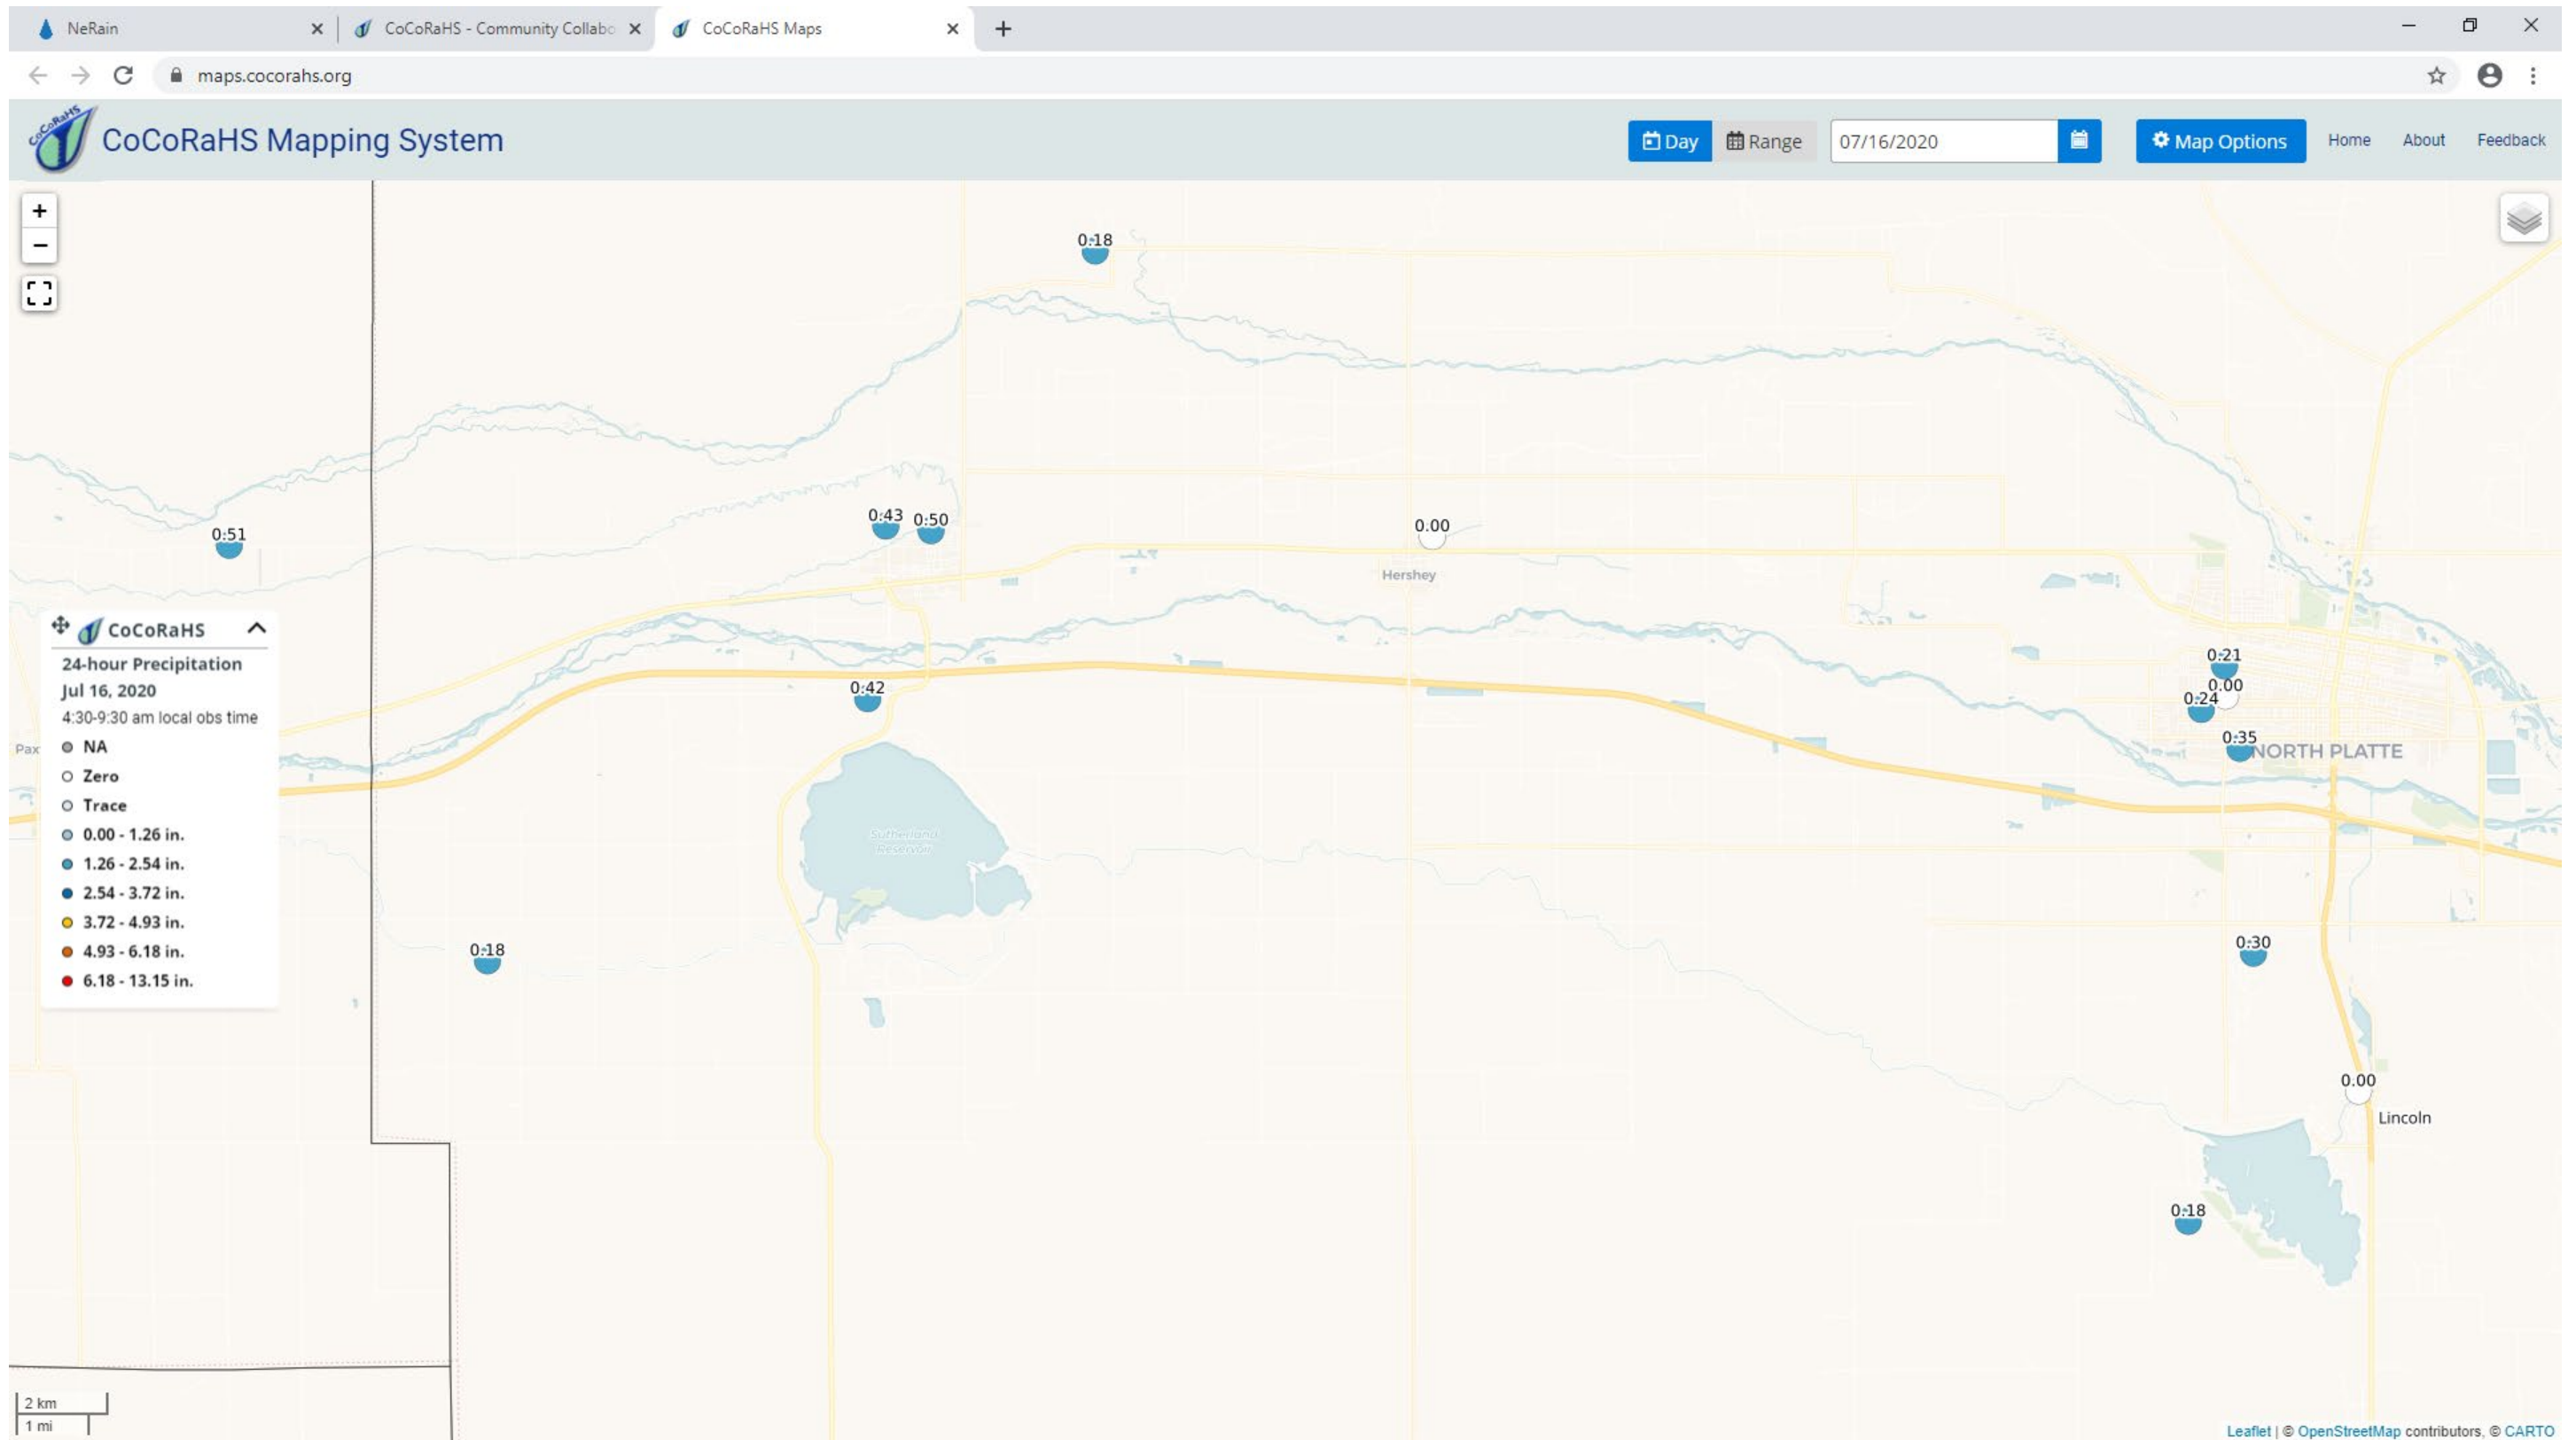 NeRain
CoCoRaHS - Community Collabo
CoCoRaHS Maps
maps.cocorahs.org
CoCoRaHS
CoCoRaHS Mapping System
Day
Range
07/16/2020
Map Options
Home
About
Feedback
+
−
0.18
0.51
0.43
0.50
0.00
Hershey
0.42
0.21
0.00
0.24
0.35
NORTH PLATTE
Pax
Sutherland
Reservoir
0.18
0.30
0.00
Lincoln
0.18
CoCoRaHS
24-hour Precipitation
Jul 16, 2020
4:30-9:30 am local obs time
NA
Zero
Trace
0.00 - 1.26 in.
1.26 - 2.54 in.
2.54 - 3.72 in.
3.72 - 4.93 in.
4.93 - 6.18 in.
6.18 - 13.15 in.
2 km
1 mi
Leaflet | © OpenStreetMap contributors, © CARTO